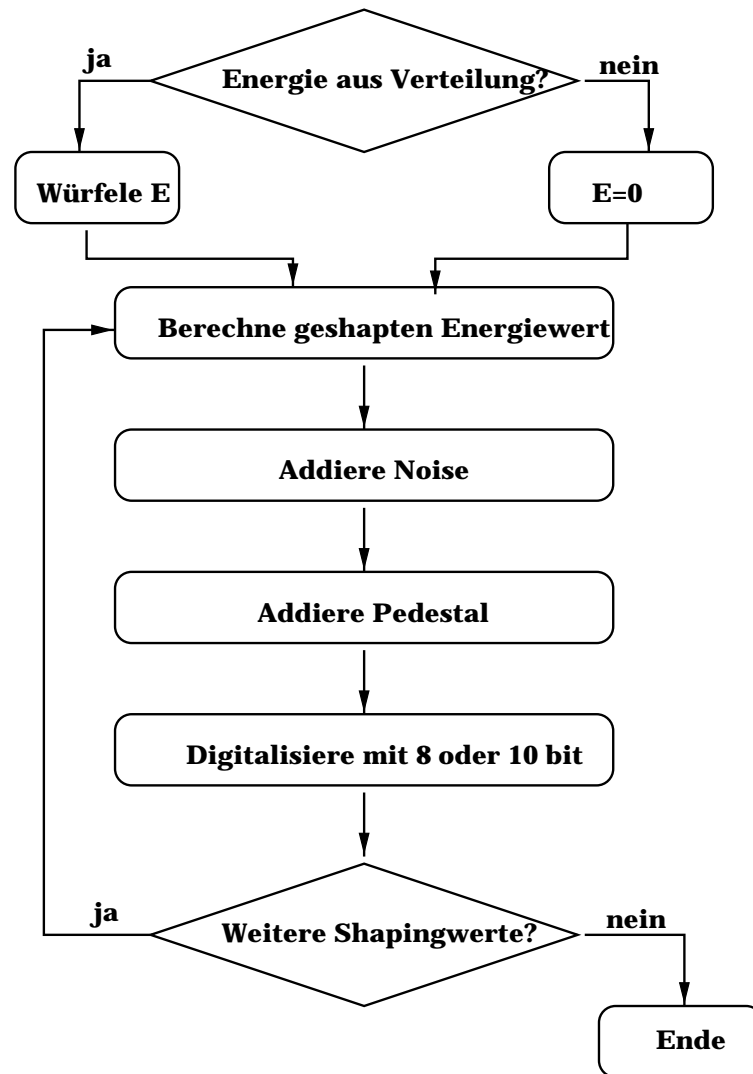 ja
Energie aus Verteilung?
nein
Würfele E
E=0
Berechne geshapten Energiewert
Addiere Noise
Addiere Pedestal
Digitalisiere mit 8 oder 10 bit
ja
Weitere Shapingwerte?
nein
Ende